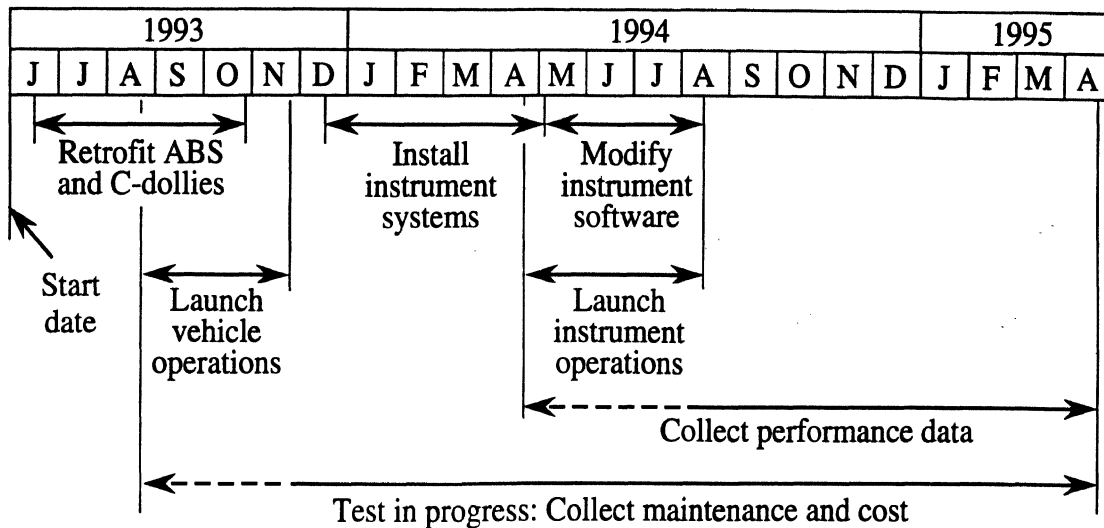 1993 1994 1995
J J A S O N D J F M A M J J A S O N D J F M A
Retrofit ABS
and C-dollies
Install
instrument
systems
Modify
instrument
software
Start
date
Launch
vehicle
operations
Launch
instrument
operations
Collect performance data
Test in progress: Collect maintenance and cost